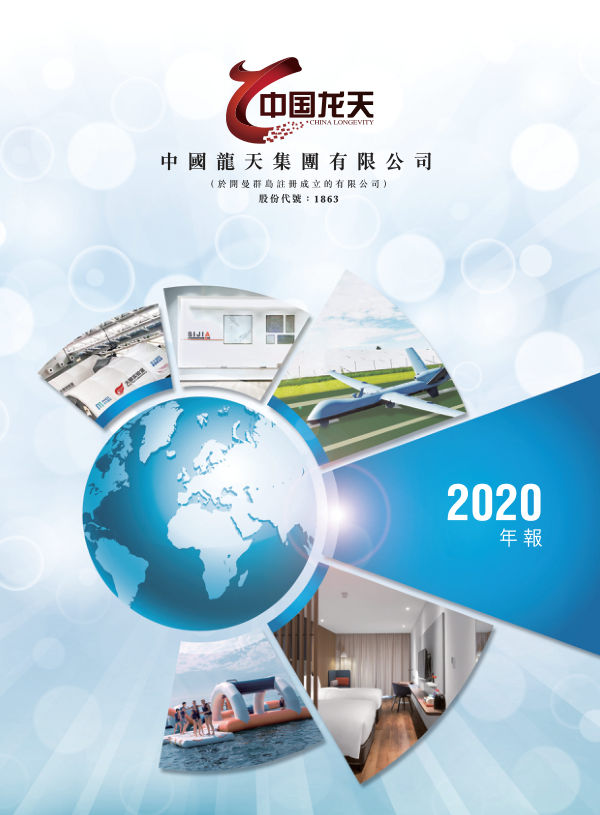 中国龙天
•CHINA LONGEVITY
中國龍天集團有限公司
(於開曼群島註冊成立的有限公司)
股份代號：1863
SIJIA
2020
年報